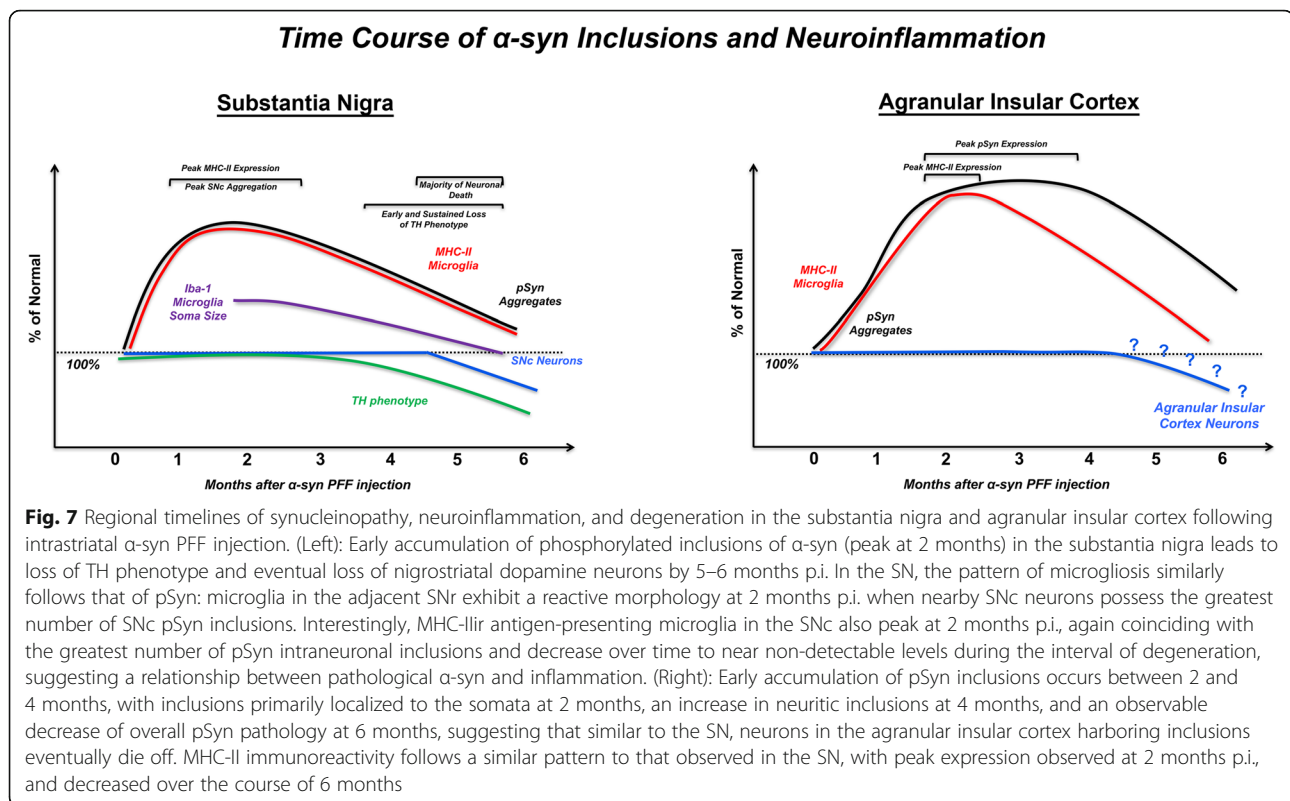 Time Course of α-syn Inclusions and Neuroinflammation
Substantia Nigra
Peak MHC-II Expression
Peak SNc Aggregation
Majority of Neuronal
Death
Early and Sustained Loss
of TH Phenotype
MHC-II
Microglia
pSyn
Aggregates
Iba-1
Microglia
Soma Size
% of Normal
100%
SNc Neurons
TH phenotype
0 1 2 3 4 5 6
Months after α-syn PFF injection
Agranular Insular Cortex
Peak pSyn Expression
Peak MHC-II Expression
MHC-II
Microglia
pSyn
Aggregates
% of Normal
100%
? ? ? ? ?
Agranular Insular
Cortex Neurons
0 1 2 3 4 5 6
Months after α-syn PFF injection
Fig. 7 Regional timelines of synucleinopathy, neuroinflammation, and degeneration in the substantia nigra and agranular insular cortex following
intrastriatal α-syn PFF injection. (Left): Early accumulation of phosphorylated inclusions of α-syn (peak at 2 months) in the substantia nigra leads to
loss of TH phenotype and eventual loss of nigrostriatal dopamine neurons by 5–6 months p.i. In the SN, the pattern of microgliosis similarly
follows that of pSyn: microglia in the adjacent SNr exhibit a reactive morphology at 2 months p.i. when nearby SNc neurons possess the greatest
number of SNc pSyn inclusions. Interestingly, MHC-IIir antigen-presenting microglia in the SNc also peak at 2 months p.i., again coinciding with
the greatest number of pSyn intraneuronal inclusions and decrease over time to near non-detectable levels during the interval of degeneration,
suggesting a relationship between pathological α-syn and inflammation. (Right): Early accumulation of pSyn inclusions occurs between 2 and
4 months, with inclusions primarily localized to the somata at 2 months, an increase in neuritic inclusions at 4 months, and an observable
decrease of overall pSyn pathology at 6 months, suggesting that similar to the SN, neurons in the agranular insular cortex harboring inclusions
eventually die off. MHC-II immunoreactivity follows a similar pattern to that observed in the SN, with peak expression observed at 2 months p.i.,
and decreased over the course of 6 months